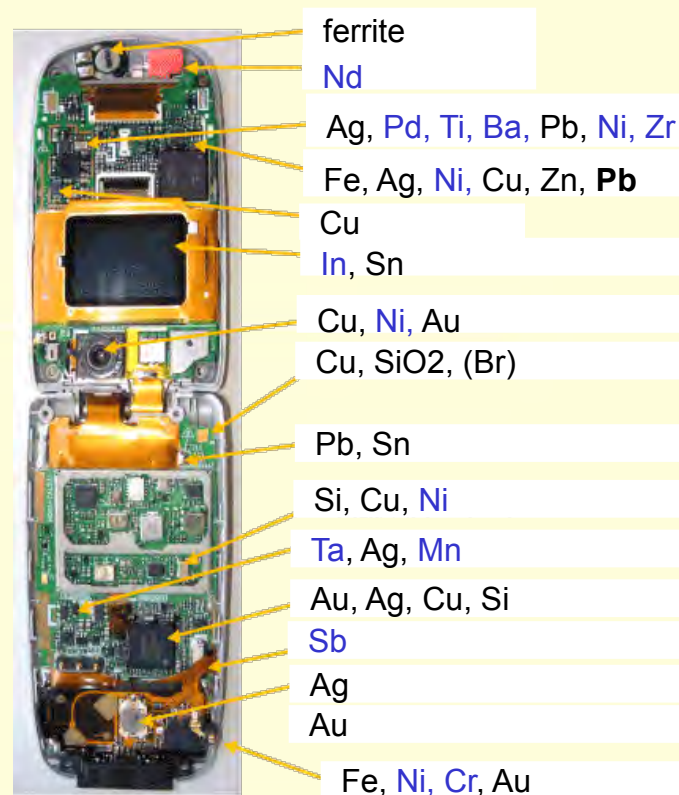 ferrite
Nd
Ag, Pd, Ti, Ba, Pb, Ni, Zr
Fe, Ag, Ni, Cu, Zn, Pb
Cu
In, Sn
Cu, Ni, Au
Cu, SiO2, (Br)
Pb, Sn
Si, Cu, Ni
Ta, Ag, Mn
Au, Ag, Cu, Si
Sb
Ag
Au
Fe, Ni, Cr, Au